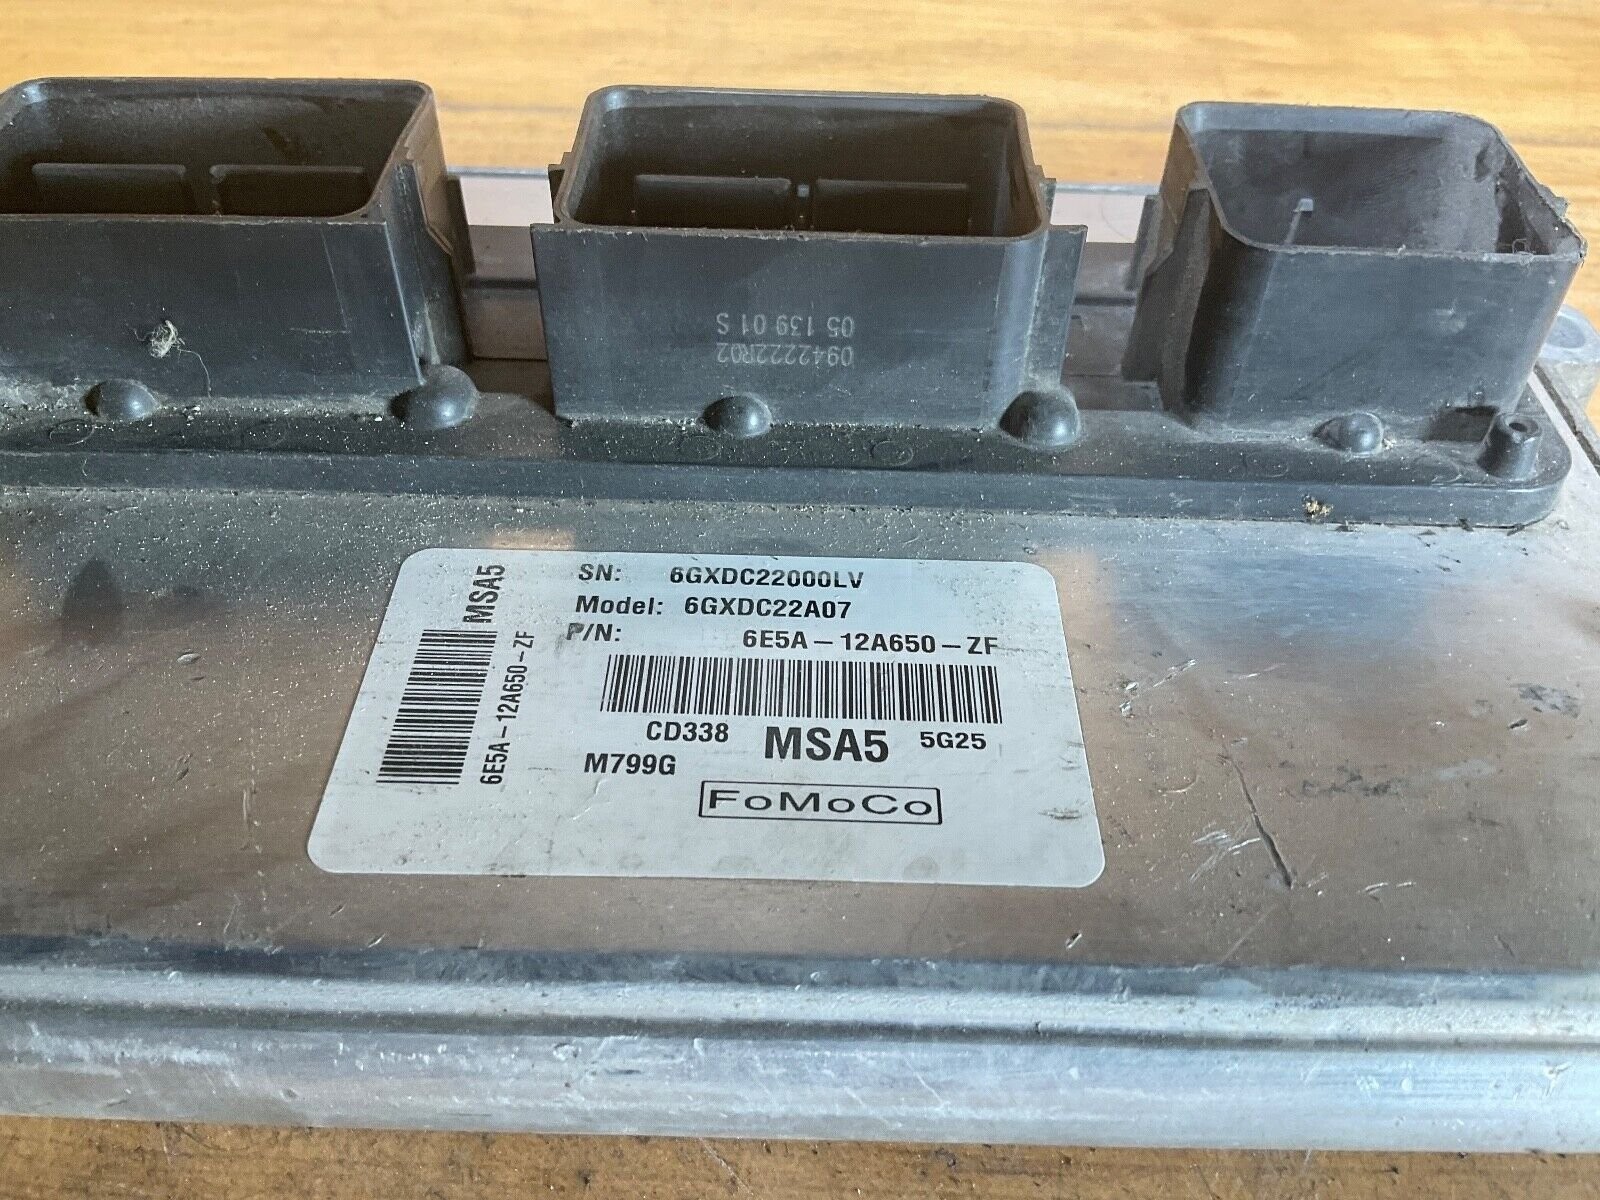 0942222R02
05 139 01 S
MSA5
6E5A-12A650-ZF
SN: 6GXDC22000LV
Model: 6GXDC22A07
P/N: 6E5A-12A650-ZF
CD338 MSA5 5G25
M799G
FoMoCo